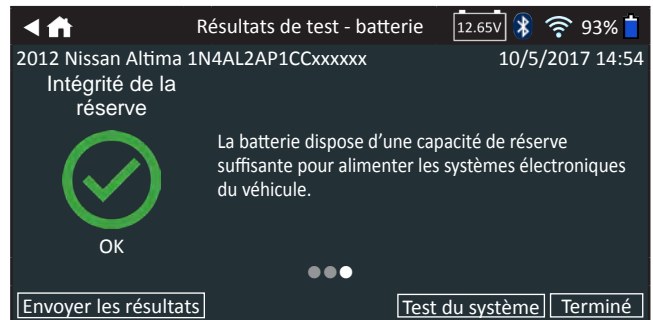 Résultats de test - batterie
12.65V
93%
2012 Nissan Altima 1N4AL2AP1CCxxxxxx
10/5/2017 14:54
Intégrité de la
réserve
La batterie dispose d’une capacité de réserve
suffisante pour alimenter les systèmes électroniques
du véhicule.
OK
Envoyer les résultats
Test du système
Terminé